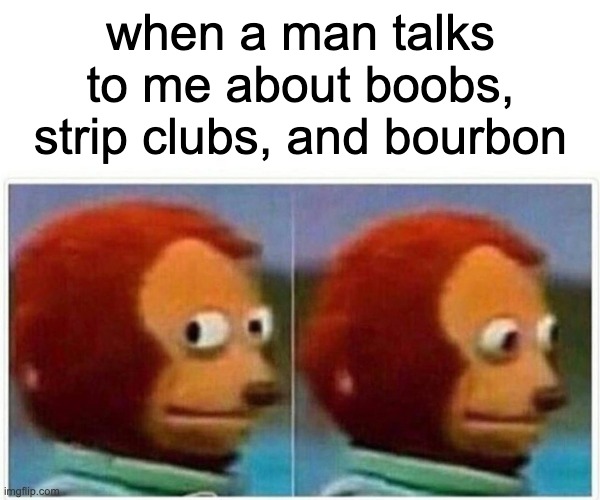 when a man talks
to me about boobs,
strip clubs, and bourbon
imgflip.com